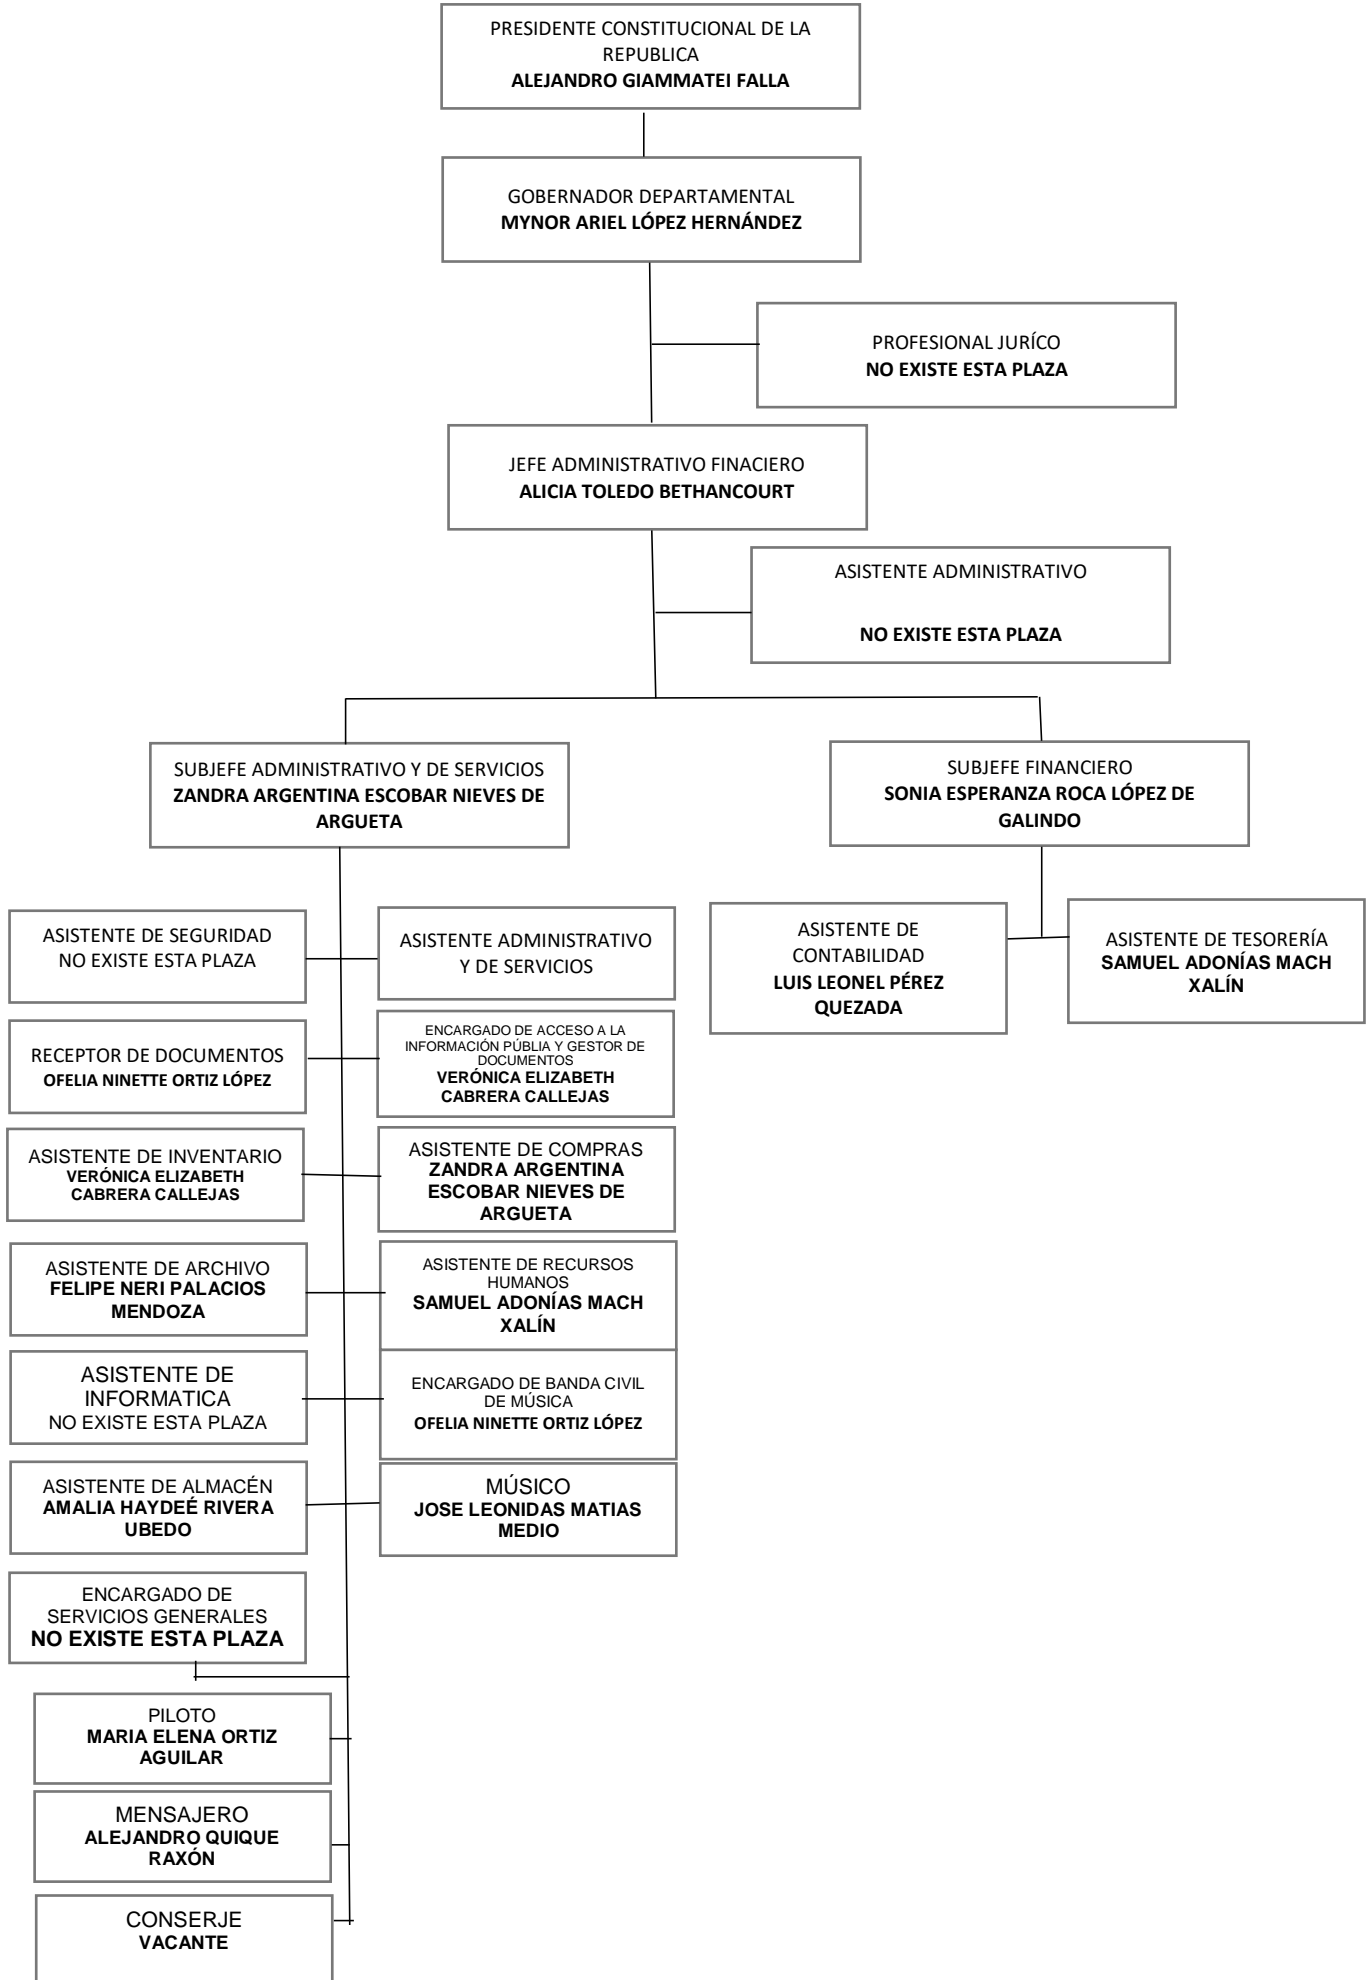 PRESIDENTE CONSTITUCIONAL DE LA
REPUBLICA
ALEJANDRO GIAMMATEI FALLA
GOBERNADOR DEPARTAMENTAL
MYNOR ARIEL LÓPEZ HERNÁNDEZ
PROFESIONAL JURÍCO
NO EXISTE ESTA PLAZA
JEFE ADMINISTRATIVO FINACIERO
ALICIA TOLEDO BETHANCOURT
ASISTENTE ADMINISTRATIVO
NO EXISTE ESTA PLAZA
SUBJEFE ADMINISTRATIVO Y DE SERVICIOS
ZANDRA ARGENTINA ESCOBAR NIEVES DE
ARGUETA
SUBJEFE FINANCIERO
SONIA ESPERANZA ROCA LÓPEZ DE
GALINDO
ASISTENTE DE SEGURIDAD
NO EXISTE ESTA PLAZA
ASISTENTE ADMINISTRATIVO
Y DE SERVICIOS
ASISTENTE DE
CONTABILIDAD
LUIS LEONEL PÉREZ
QUEZADA
ASISTENTE DE TESORERÍA
SAMUEL ADONÍAS MACH
XALÍN
RECEPTOR DE DOCUMENTOS
OFELIA NINETTE ORTIZ LÓPEZ
ENCARGADO DE ACCESO A LA
INFORMACIÓN PÚBLIA Y GESTOR DE
DOCUMENTOS
VERÓNICA ELIZABETH
CABRERA CALLEJAS
ASISTENTE DE INVENTARIO
VERÓNICA ELIZABETH
CABRERA CALLEJAS
ASISTENTE DE COMPRAS
ZANDRA ARGENTINA
ESCOBAR NIEVES DE
ARGUETA
ASISTENTE DE ARCHIVO
FELIPE NERI PALACIOS
MENDOZA
ASISTENTE DE RECURSOS
HUMANOS
SAMUEL ADONÍAS MACH
XALÍN
ASISTENTE DE
INFORMATICA
NO EXISTE ESTA PLAZA
ENCARGADO DE BANDA CIVIL
DE MÚSICA
OFELIA NINETTE ORTIZ LÓPEZ
ASISTENTE DE ALMACÉN
AMALIA HAYDEÉ RIVERA
UBEDO
MÚSICO
JOSE LEONIDAS MATIAS
MEDIO
ENCARGADO DE
SERVICIOS GENERALES
NO EXISTE ESTA PLAZA
PILOTO
MARIA ELENA ORTIZ
AGUILAR
MENSAJERO
ALEJANDRO QUIQUE
RAXÓN
CONSERJE
VACANTE